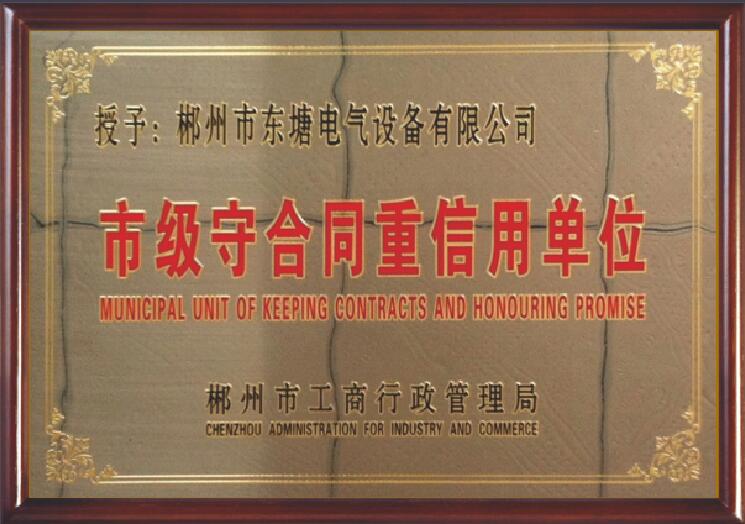 授予：郴州市东塘电气设备有限公司
市级守合同重信用单位
MUNICIPAL UNIT OF KEEPING CONTRACTS AND HONOURING PROMISE
郴州市工商行政管理局
CHENZHOU ADMINISTRATION FOR INDUSTRY AND COMMERCE